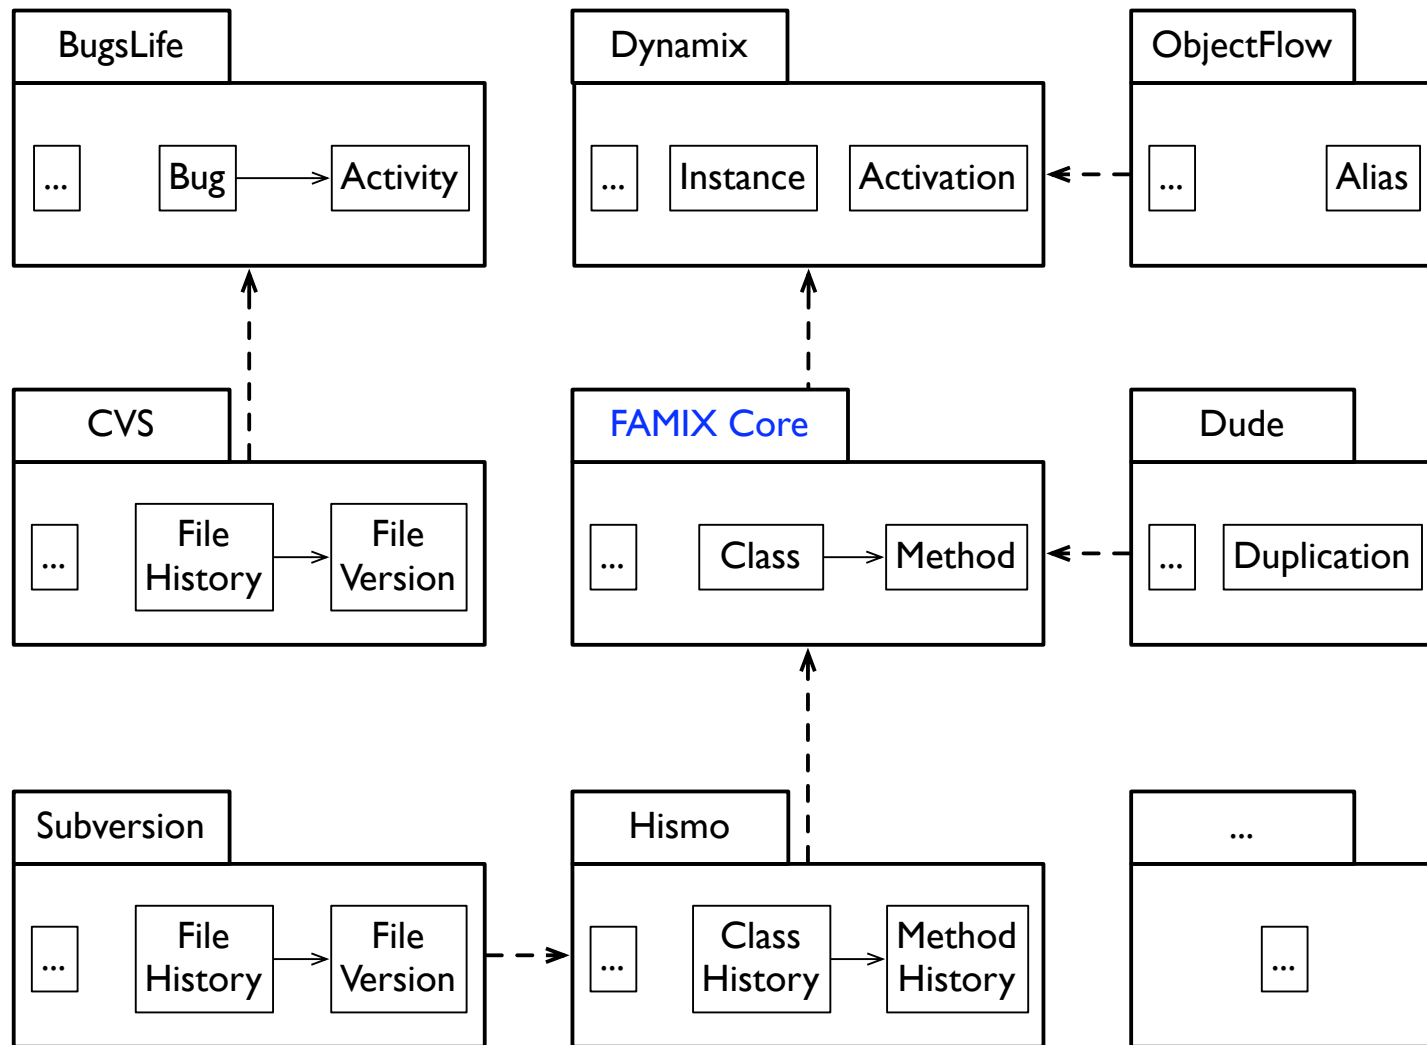 BugsLife
Dynamix
ObjectFlow
...
Bug
Activity
...
Instance
Activation
...
Alias
CVS
FAMIX Core
Dude
...
File
History
File
Version
...
Class
Method
...
Duplication
Subversion
Hismo
...
...
File
History
File
Version
...
Class
History
Method
History
...